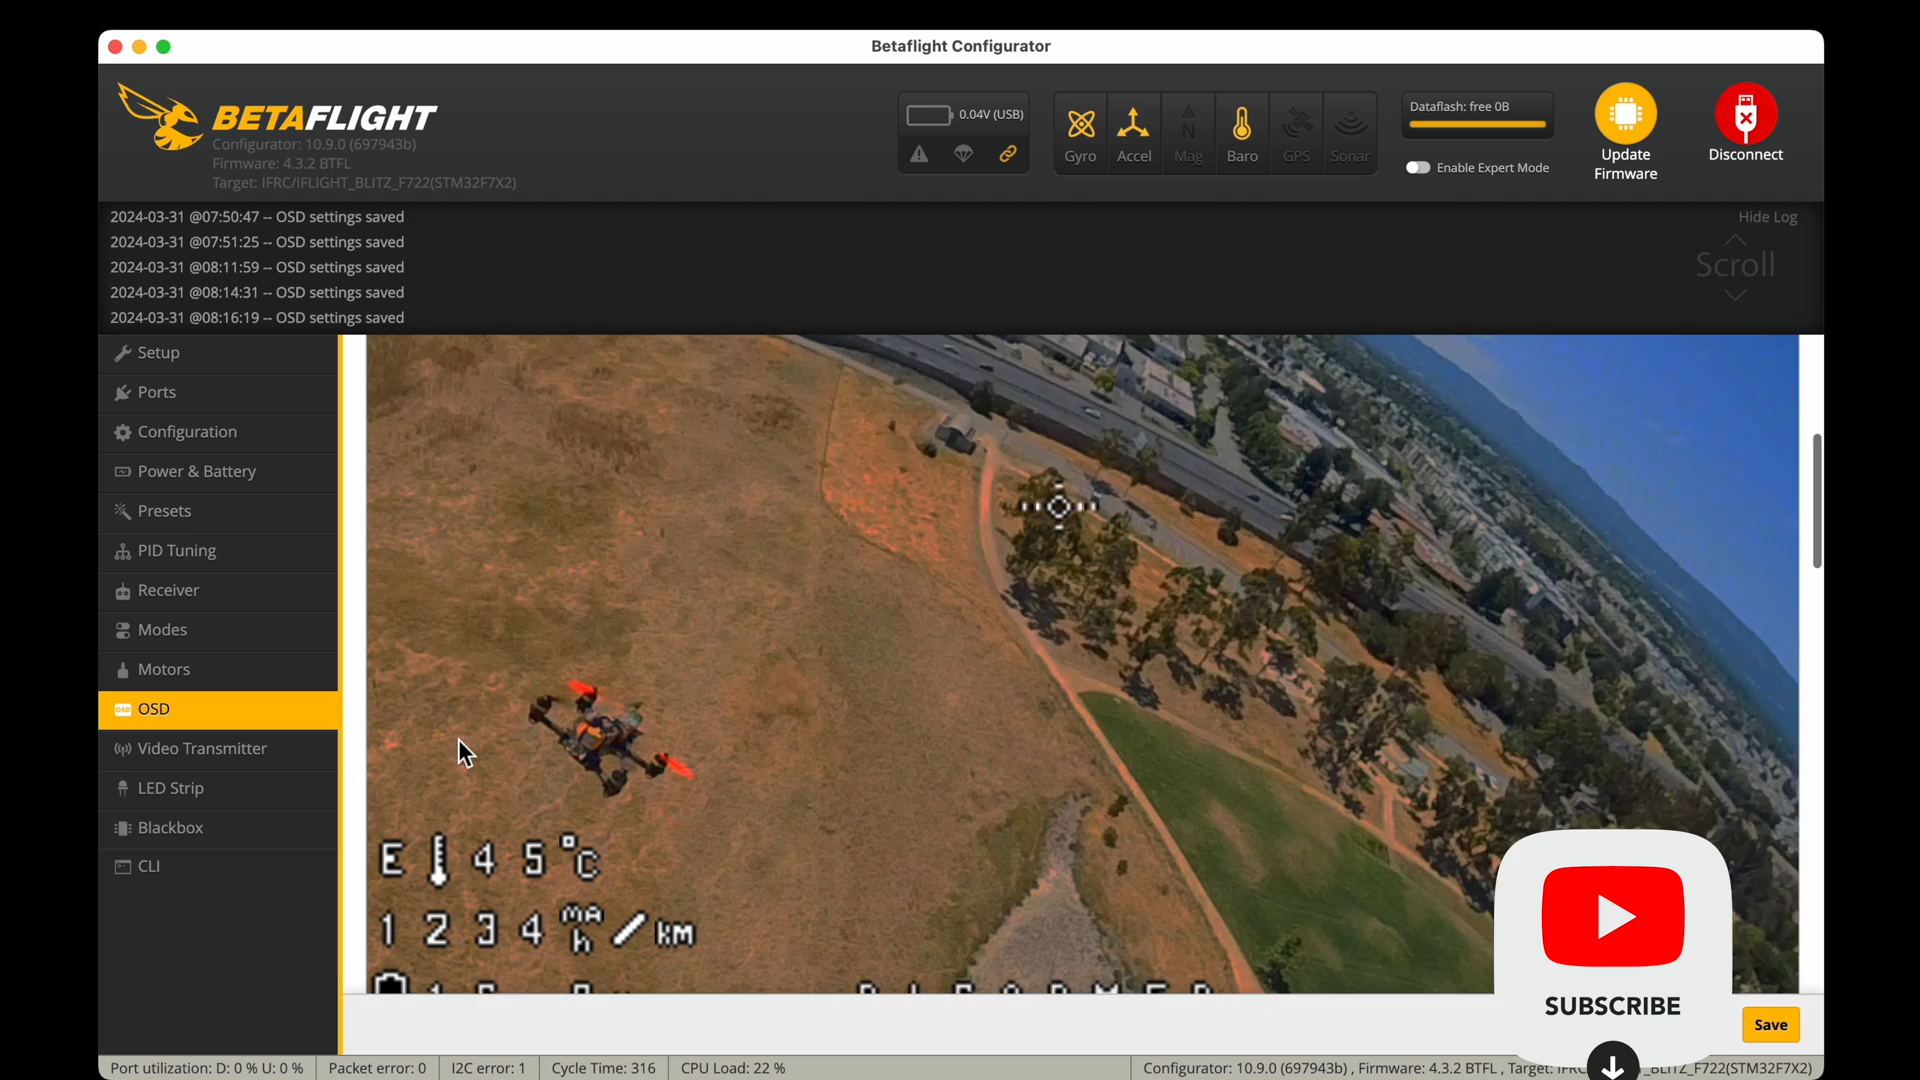 Betaflight Configurator
BETAFLIGHT
Configurator: 10.9.0 (697943b)
Firmware: 4.3.2 BTFL
Target: IFRC/IFLIGHT_BLITZ_F722(STM32F7X2)
0.04V (USB)
Gyro
Accel
Mag
Baro
GPS
Sonar
Dataflash: free 0B
Enable Expert Mode
Update
Firmware
Disconnect
2024-03-31 @07:50:47 -- OSD settings saved
2024-03-31 @07:51:25 -- OSD settings saved
2024-03-31 @08:11:59 -- OSD settings saved
2024-03-31 @08:14:31 -- OSD settings saved
2024-03-31 @08:16:19 -- OSD settings saved
Hide Log
Scroll
Setup
Ports
Configuration
Power & Battery
Presets
PID Tuning
Receiver
Modes
Motors
OSD
Video Transmitter
LED Strip
Blackbox
CLI
E 45°C
1234 mAh/km
SUBSCRIBE
Save
Port utilization: D: 0 % U: 0 %
Packet error: 0
I2C error: 1
Cycle Time: 316
CPU Load: 22 %
Configurator: 10.9.0 (697943b) , Firmware: 4.3.2 BTFL , Target: IFRC _BLITZ_F722(STM32F7X2)